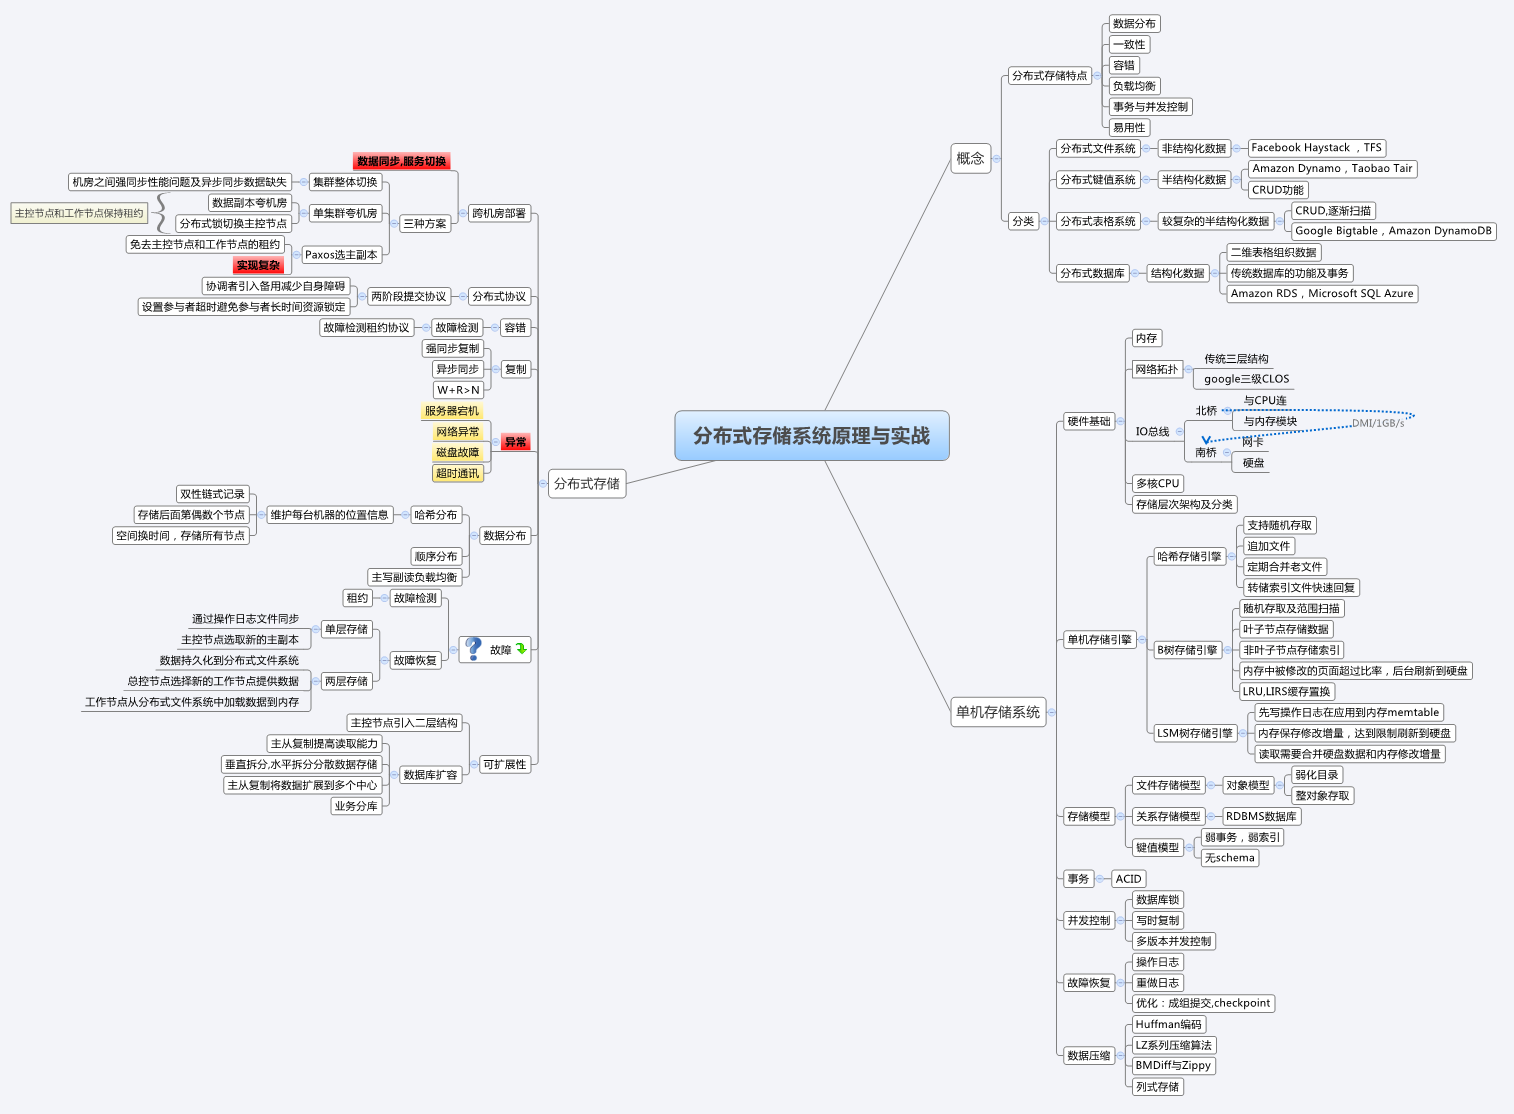 分布式存储系统原理与实战
概念
分布式存储特点
数据分布
一致性
容错
负载均衡
事务与并发控制
易用性
分类
分布式文件系统
非结构化数据
Facebook Haystack ，TFS
分布式键值系统
半结构化数据
Amazon Dynamo，Taobao Tair
CRUD功能
分布式表格系统
较复杂的半结构化数据
CRUD,逐渐扫描
Google Bigtable，Amazon DynamoDB
分布式数据库
结构化数据
二维表格组织数据
传统数据库的功能及事务
Amazon RDS，Microsoft SQL Azure
单机存储系统
硬件基础
内存
网络拓扑
传统三层结构
google三级CLOS
IO总线
北桥
与CPU连
与内存模块
DMI/1GB/s
南桥
网卡
硬盘
多核CPU
存储层次架构及分类
单机存储引擎
哈希存储引擎
支持随机存取
追加文件
定期合并老文件
转储索引文件快速回复
B树存储引擎
随机存取及范围扫描
叶子节点存储数据
非叶子节点存储索引
内存中被修改的页面超过比率，后台刷新到硬盘
LRU,LIRS缓存置换
LSM树存储引擎
先写操作日志在应用到内存memtable
内存保存修改增量，达到限制刷新到硬盘
读取需要合并硬盘数据和内存修改增量
存储模型
文件存储模型
对象模型
弱化目录
整对象存取
关系存储模型
RDBMS数据库
键值模型
弱事务，弱索引
无schema
事务
ACID
并发控制
数据库锁
写时复制
多版本并发控制
故障恢复
操作日志
重做日志
优化：成组提交,checkpoint
数据压缩
Huffman编码
LZ系列压缩算法
BMDiff与Zippy
列式存储
分布式存储
跨机房部署
数据同步,服务切换
三种方案
集群整体切换
机房之间强同步性能问题及异步同步数据缺失
单集群夸机房
数据副本夸机房
分布式锁切换主控节点
主控节点和工作节点保持租约
Paxos选主副本
免去主控节点和工作节点的租约
实现复杂
分布式协议
两阶段提交协议
协调者引入备用减少自身障碍
设置参与者超时避免参与者长时间资源锁定
容错
故障检测
故障检测租约协议
复制
强同步复制
异步同步
W+R>N
异常
服务器宕机
网络异常
磁盘故障
超时通讯
数据分布
哈希分布
维护每台机器的位置信息
双性链式记录
存储后面第偶数个节点
空间换时间，存储所有节点
顺序分布
主写副读负载均衡
故障
故障检测
租约
故障恢复
单层存储
通过操作日志文件同步
主控节点选取新的主副本
两层存储
数据持久化到分布式文件系统
总控节点选择新的工作节点提供数据
工作节点从分布式文件系统中加载数据到内存
可扩展性
主控节点引入二层结构
数据库扩容
主从复制提高读取能力
垂直拆分,水平拆分分散数据存储
主从复制将数据扩展到多个中心
业务分库